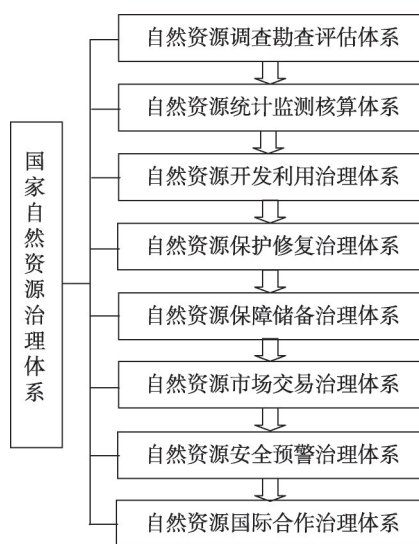 国家自然资源治理体系
自然资源调查勘查评估体系
自然资源统计监测核算体系
自然资源开发利用治理体系
自然资源保护修复治理体系
自然资源保障储备治理体系
自然资源市场交易治理体系
自然资源安全预警治理体系
自然资源国际合作治理体系